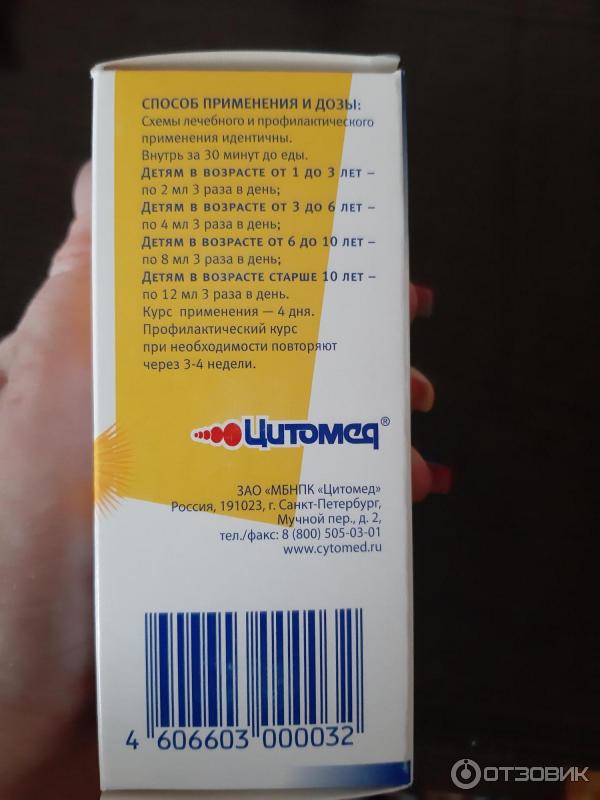 СПОСОБ ПРИМЕНЕНИЯ И ДОЗЫ:
Схемы лечебного и профилактического
применения идентичны.
Внутрь за 30 минут до еды.
ДЕТЯМ В ВОЗРАСТЕ ОТ 1 ДО 3 ЛЕТ –
по 2 мл 3 раза в день;
ДЕТЯМ В ВОЗРАСТЕ ОТ 3 ДО 6 ЛЕТ –
по 4 мл 3 раза в день;
ДЕТЯМ В ВОЗРАСТЕ ОТ 6 ДО 10 ЛЕТ –
по 8 мл 3 раза в день;
ДЕТЯМ В ВОЗРАСТЕ СТАРШЕ 10 ЛЕТ –
по 12 мл 3 раза в день.
Курс применения — 4 дня.
Профилактический курс
при необходимости повторяют
через 3-4 недели.
Цитомед®
ЗАО «МБНПК «Цитомед»
Россия, 191023, г. Санкт-Петербург,
Мучной пер., д. 2,
тел./факс: 8 (800) 505-03-01
www.cytomed.ru
4 606603 000032
ОТЗОВИК